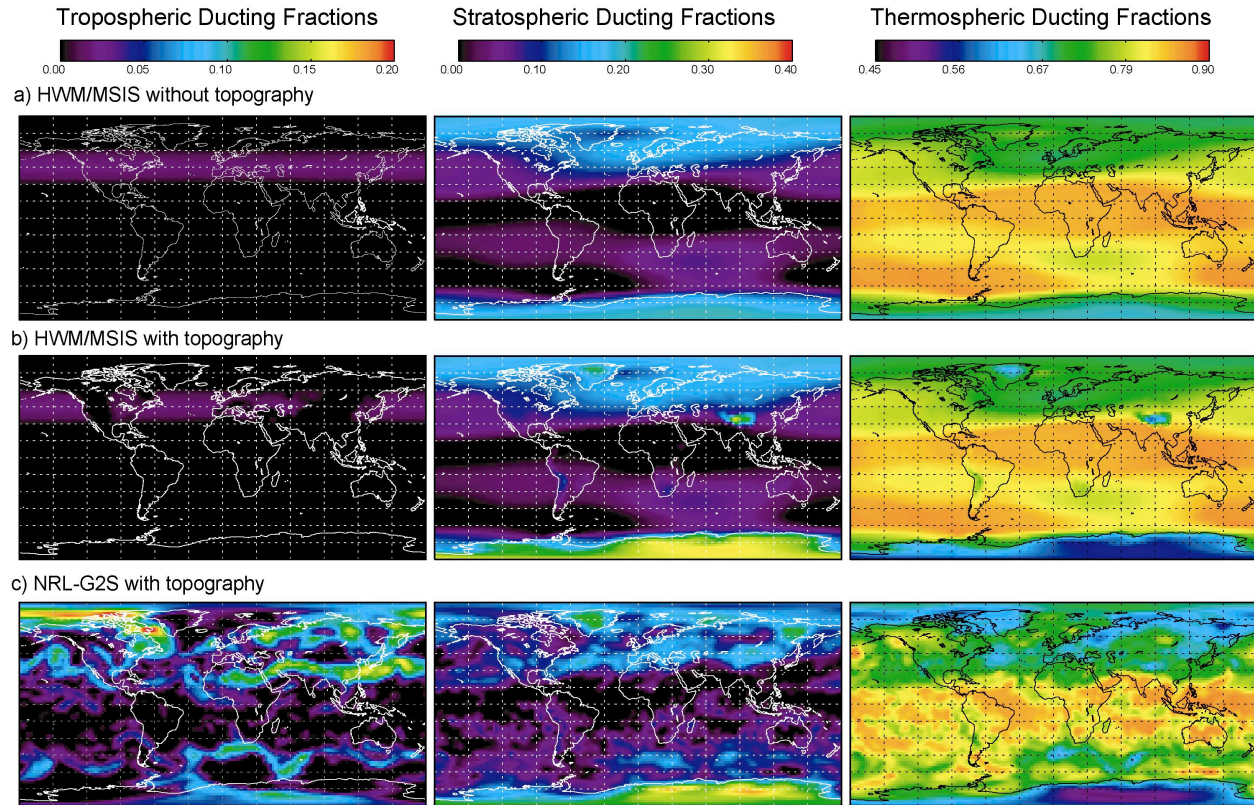 Tropospheric Ducting Fractions
Stratospheric Ducting Fractions
Thermospheric Ducting Fractions
0.00 0.05 0.10 0.15 0.20
0.00 0.10 0.20 0.30 0.40
0.45 0.56 0.67 0.79 0.90
a) HWM/MSIS without topography
b) HWM/MSIS with topography
c) NRL-G2S with topography